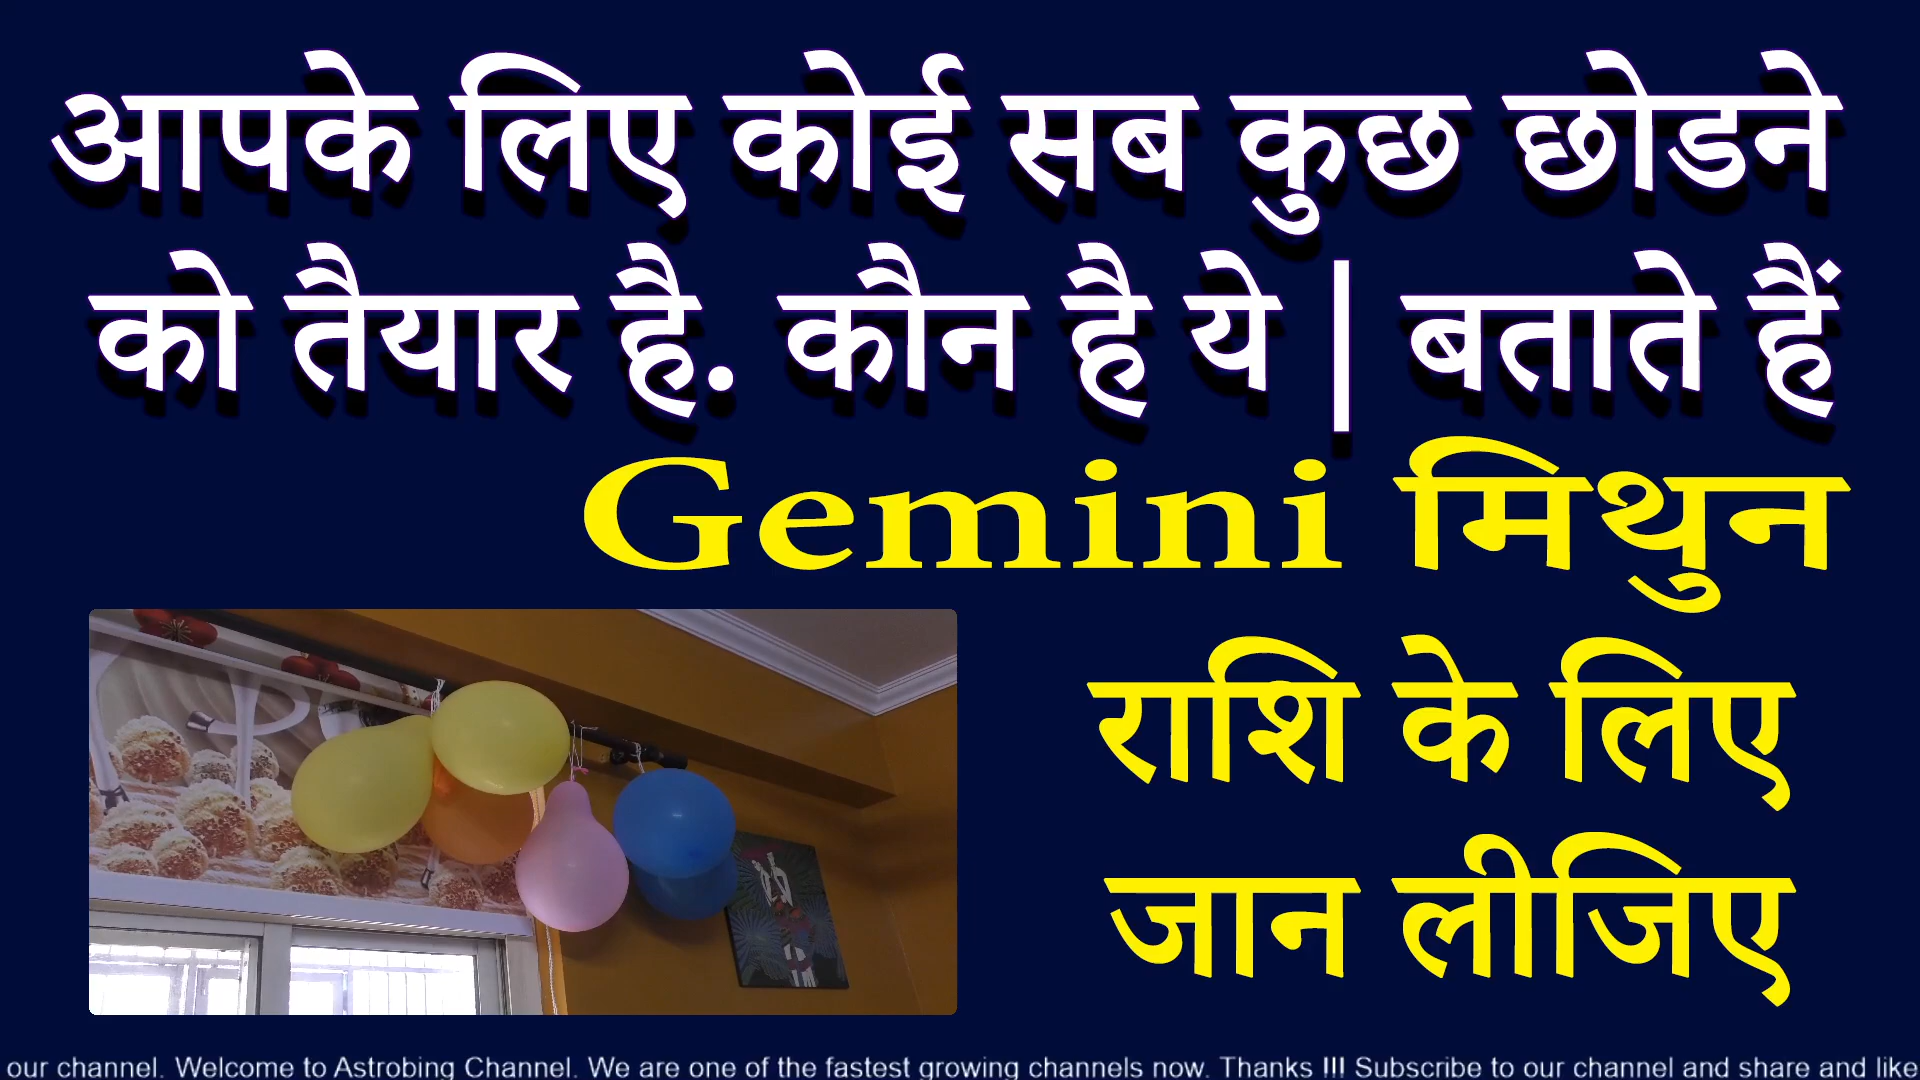 आपके लिए कोई सब कुछ छोडने
को तैयार है. कौन है ये | बताते हैं
Gemini मिथुन
राशि के लिए
जान लीजिए
our channel. Welcome to Astrobing Channel. We are one of the fastest growing channels now. Thanks !!! Subscribe to our channel and share and like